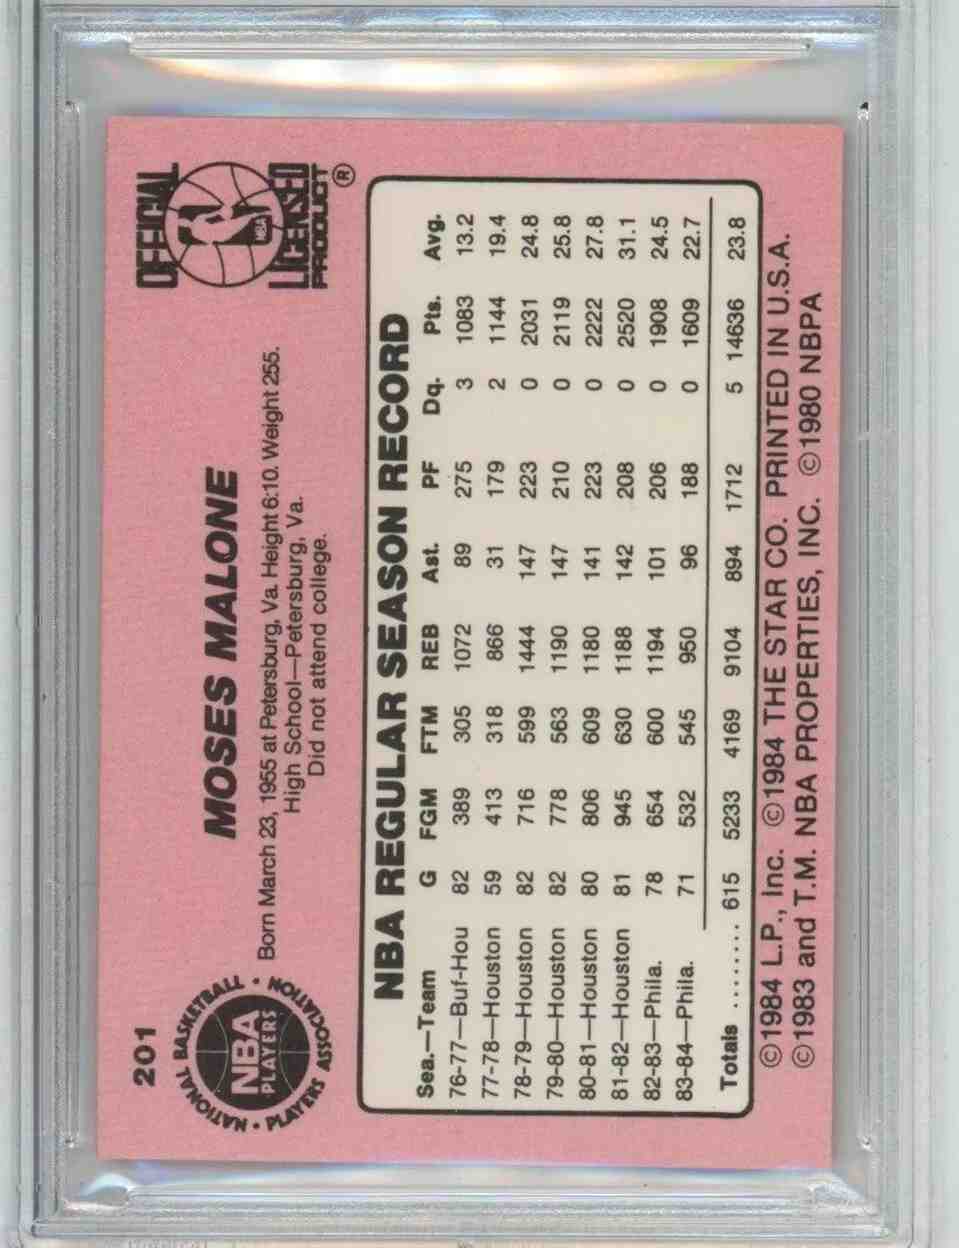 201
NATIONAL BASKETBALL
NBA
PLAYERS
PLAYERS ASSOCIATION
OFFICIAL
NBA
LICENSED
PRODUCT ®
MOSES MALONE
Born March 23, 1955 at Petersburg, Va. Height 6:10. Weight 255.
High School—Petersburg, Va.
Did not attend college.
NBA REGULAR SEASON RECORD
Sea.—Team G FGM FTM REB Ast. PF Dq. Pts. Avg.
76-77—Buf-Hou 82 389 305 1072 89 275 3 1083 13.2
77-78—Houston 59 413 318 866 31 179 2 1144 19.4
78-79—Houston 82 716 599 1444 147 223 0 2031 24.8
79-80—Houston 82 778 563 1190 147 210 0 2119 25.8
80-81—Houston 80 806 609 1180 141 223 0 2222 27.8
81-82—Houston 81 945 630 1188 142 208 0 2520 31.1
82-83—Phila. 78 654 600 1194 101 206 0 1908 24.5
83-84—Phila. 71 532 545 950 96 188 0 1609 22.7
Totals ........ 615 5233 4169 9104 894 1712 5 14636 23.8
©1984 L.P., Inc. ©1984 THE STAR CO. PRINTED IN U.S.A.
©1983 and T.M. NBA PROPERTIES, INC. ©1980 NBPA